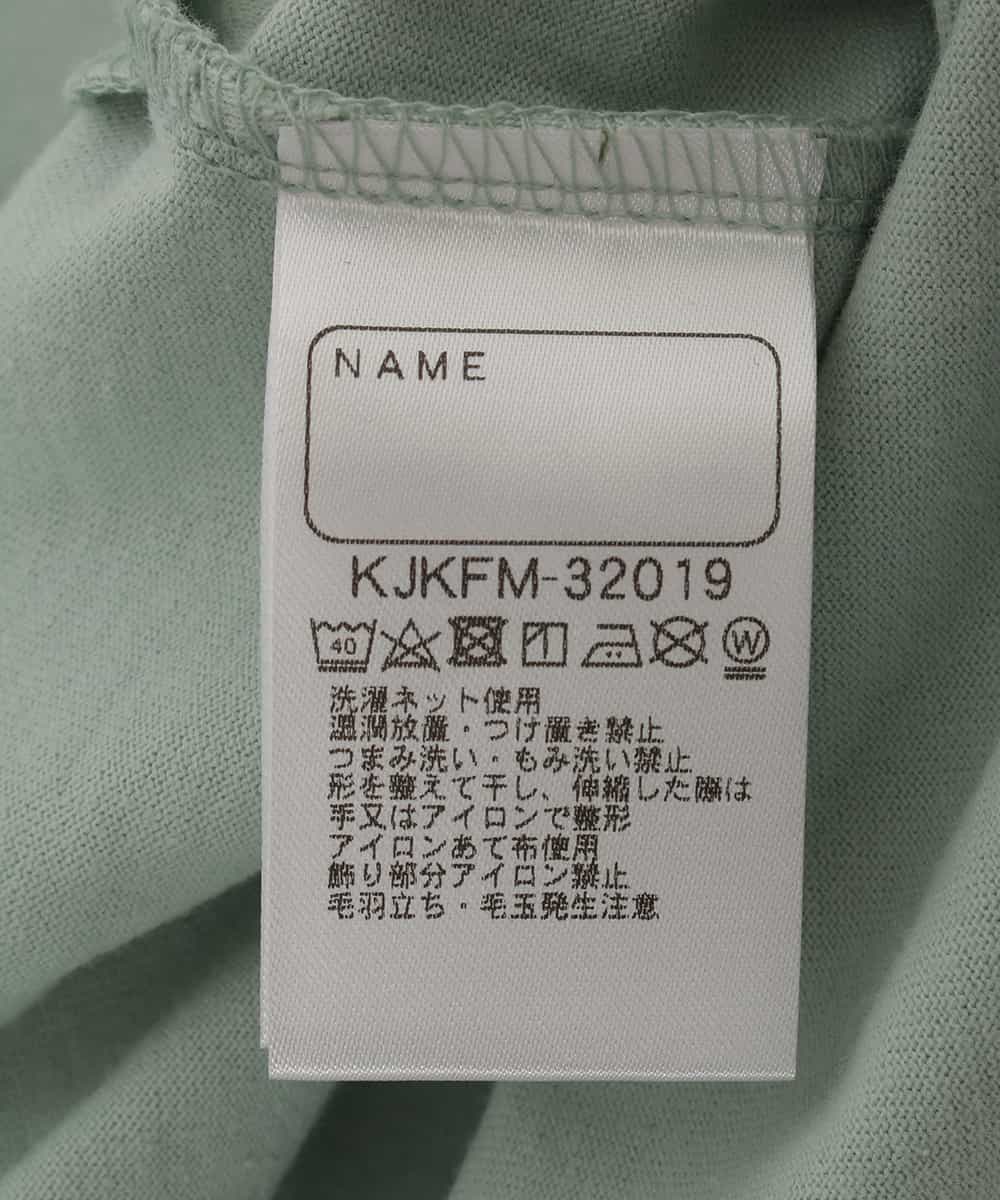 NAME
KJKFM-32019
40 W
洗濯ネット使用
湿潤放置・つけ置き禁止
つまみ洗い・もみ洗い禁止
形を整えて干し、伸縮した際は
手又はアイロンで整形
アイロンあて布使用
飾り部分アイロン禁止
毛羽立ち・毛玉発生注意